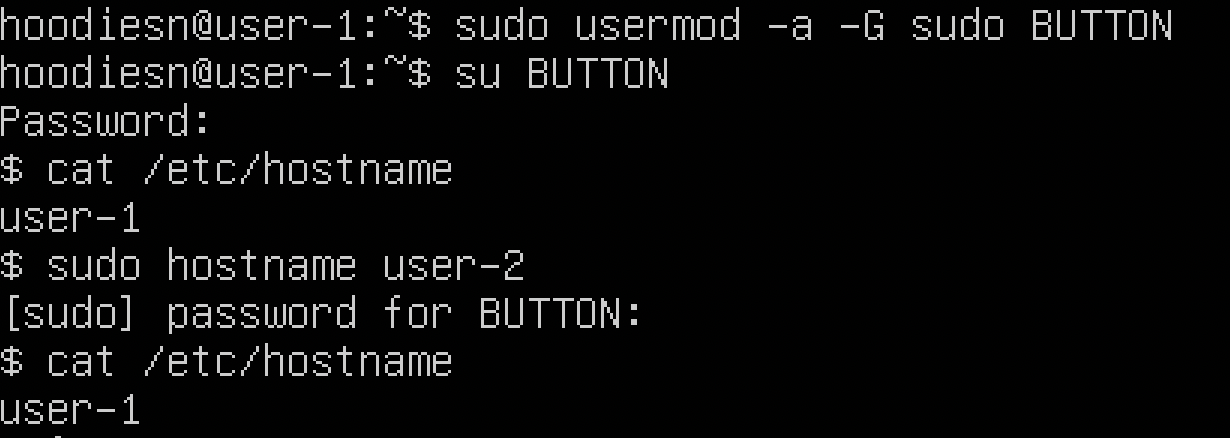 hoodiesn@user-1:~$ sudo usermod -a -G sudo BUTTON
hoodiesn@user-1:~$ su BUTTON
Password:
$ cat /etc/hostname
user-1
$ sudo hostname user-2
[sudo] password for BUTTON:
$ cat /etc/hostname
user-1